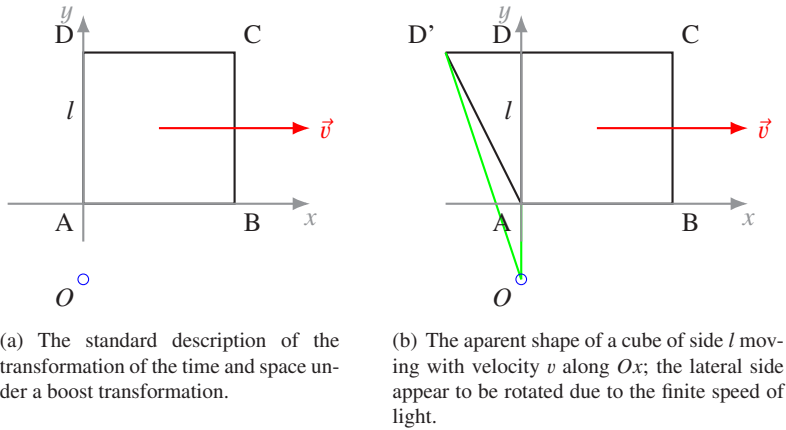 y
D
C
l
v⃗
A
B
x
O
y
D'
D
C
l
v⃗
A
B
x
O
(a) The standard description of the
transformation of the time and space un-
der a boost transformation.
(b) The aparent shape of a cube of side l mov-
ing with velocity v along Ox; the lateral side
appear to be rotated due to the finite speed of
light.